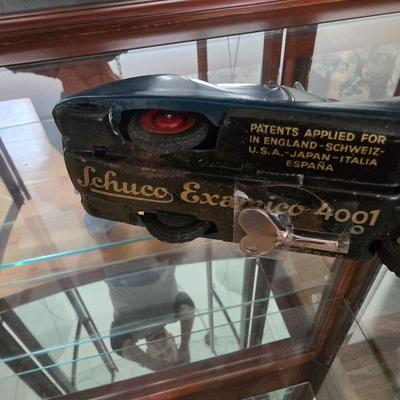 PATENTS APPLIED FOR
IN ENGLAND-SCHWEIZ-
U.S.A.-JAPAN-ITALIA
ESPAÑA
Schuco Examico 4001